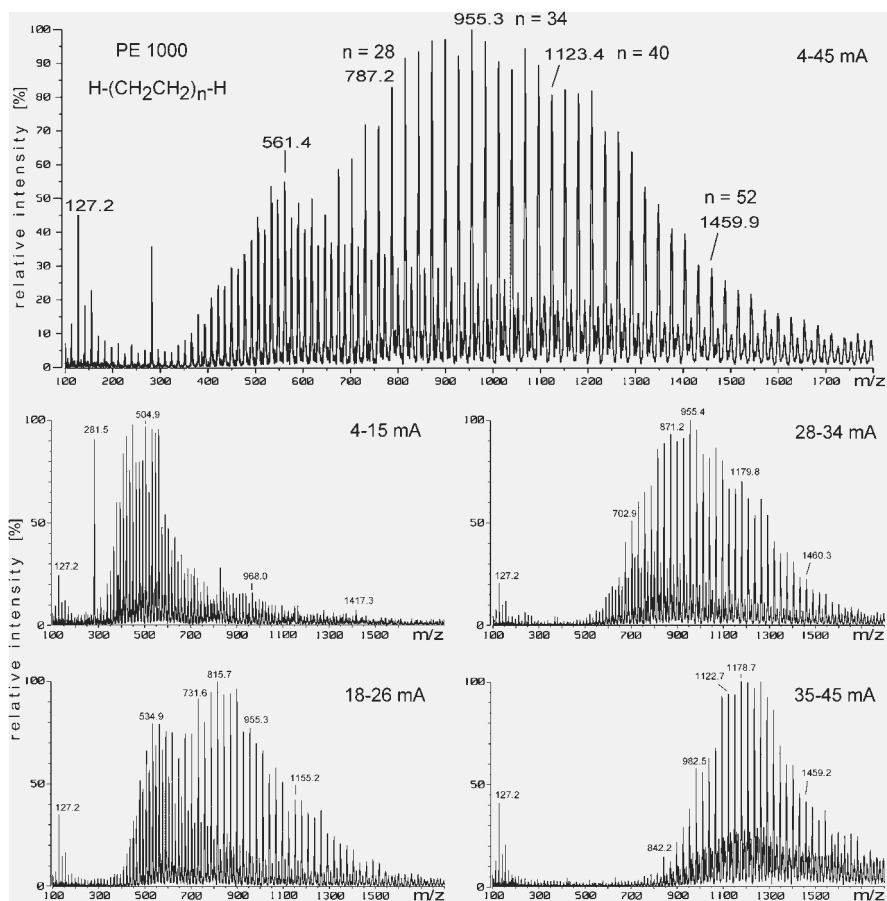 955.3 n = 34
PE 1000
n = 28
1123.4 n = 40
4-45 mA
787.2
H-(CH2CH2)n-H
561.4
127.2
n = 52
1459.9
relative intensity [%]
100
90
80
70
60
50
40
30
20
10
0
100 200 300 400 500 600 700 800 900 1000 1100 1200 1300 1400 1500 1600 1700 m/z
4-15 mA
504.9
281.5
127.2
968.0
1417.3
100
50
0
100 300 500 700 900 1100 1300 1500 m/z
28-34 mA
955.4
871.2
1179.8
702.9
1460.3
127.2
100
50
0
100 300 500 700 900 1100 1300 1500 m/z
relative intensity [%]
18-26 mA
815.7
731.6
534.9
955.3
1155.2
127.2
100
50
0
100 300 500 700 900 1100 1300 1500 m/z
35-45 mA
1178.7
1122.7
982.5
1459.2
127.2
842.2
100
50
0
100 300 500 700 900 1100 1300 1500 m/z